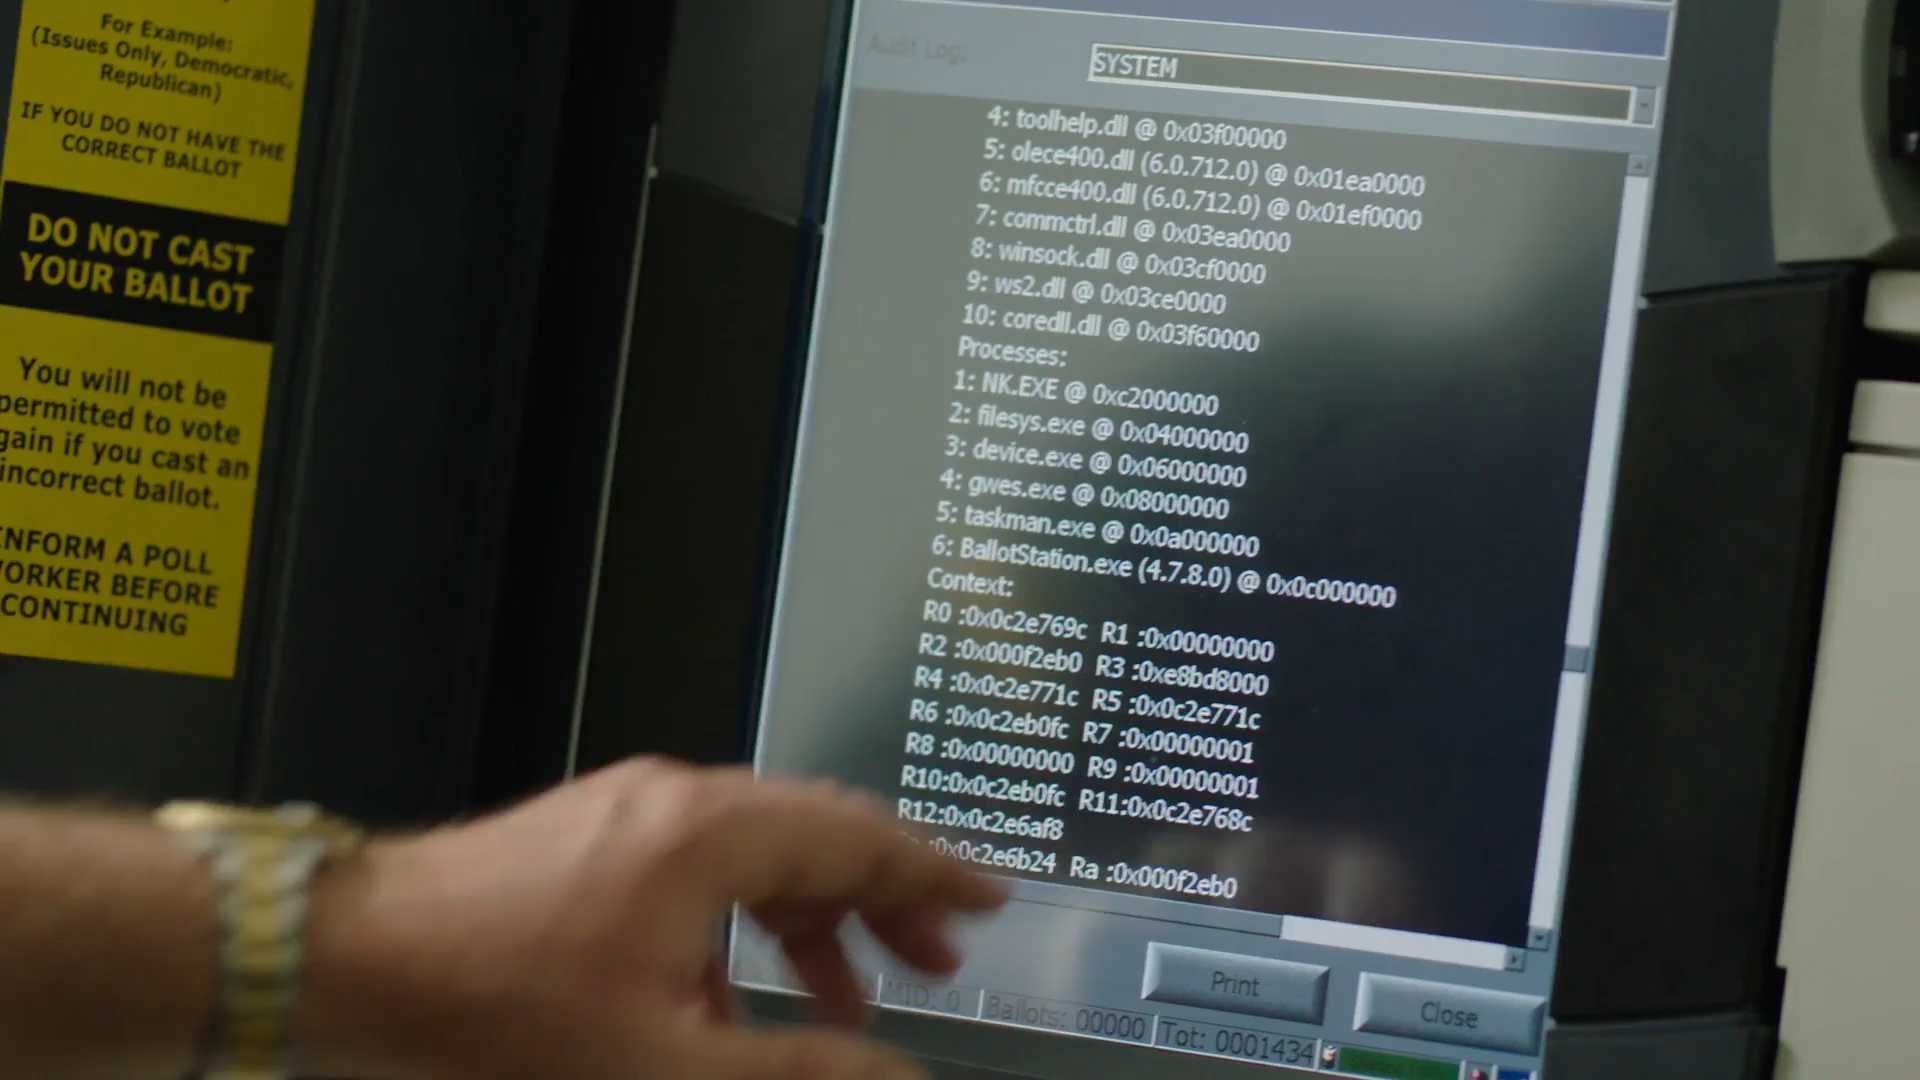 For Example:
(Issues Only, Democratic,
Republican)
IF YOU DO NOT HAVE THE
CORRECT BALLOT
DO NOT CAST
YOUR BALLOT
You will not be
permitted to vote
gain if you cast an
incorrect ballot.
INFORM A POLL
WORKER BEFORE
CONTINUING
Audit Log:
SYSTEM
4: toolhelp.dll @ 0x03f00000
5: olece400.dll (6.0.712.0) @ 0x01ea0000
6: mfcce400.dll (6.0.712.0) @ 0x01ef0000
7: commctrl.dll @ 0x03ea0000
8: winsock.dll @ 0x03cf0000
9: ws2.dll @ 0x03ce0000
10: coredll.dll @ 0x03f60000
Processes:
1: NK.EXE @ 0xc2000000
2: filesys.exe @ 0x04000000
3: device.exe @ 0x06000000
4: gwes.exe @ 0x08000000
5: taskman.exe @ 0x0a000000
6: BallotStation.exe (4.7.8.0) @ 0x0c000000
Context:
R0 :0x0c2e769c R1 :0x00000000
R2 :0x000f2eb0 R3 :0xe8bd8000
R4 :0x0c2e771c R5 :0x0c2e771c
R6 :0x0c2eb0fc R7 :0x00000001
R8 :0x00000000 R9 :0x00000001
R10:0x0c2eb0fc R11:0x0c2e768c
R12:0x0c2e6af8
:0x0c2e6b24 Ra :0x000f2eb0
Print
Close
MID: 0
Ballots: 00000
Tot: 0001434